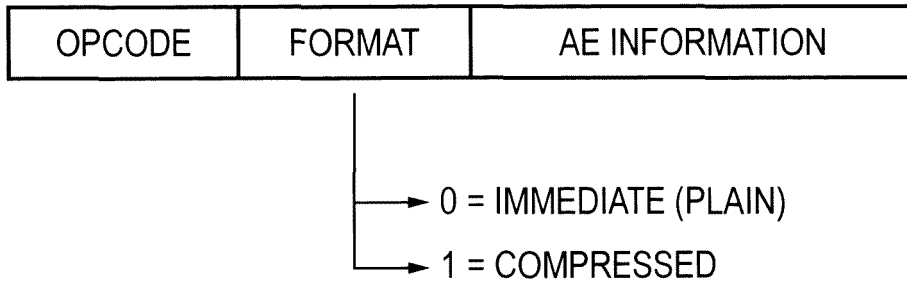 OPCODE FORMAT AE INFORMATION
0 = IMMEDIATE (PLAIN)
1 = COMPRESSED